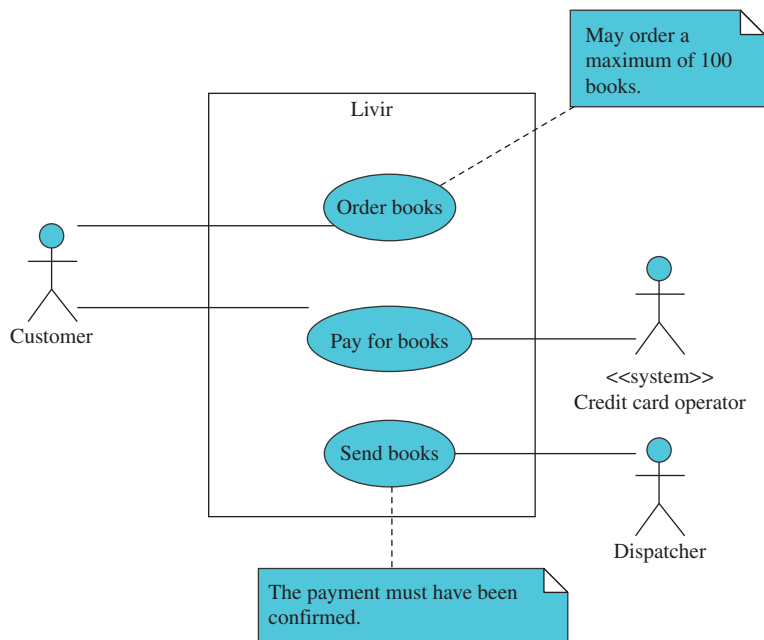 May order a
maximum of 100
books.
Livir
Order books
Customer
Pay for books
<<system>>
Credit card operator
Send books
Dispatcher
The payment must have been
confirmed.